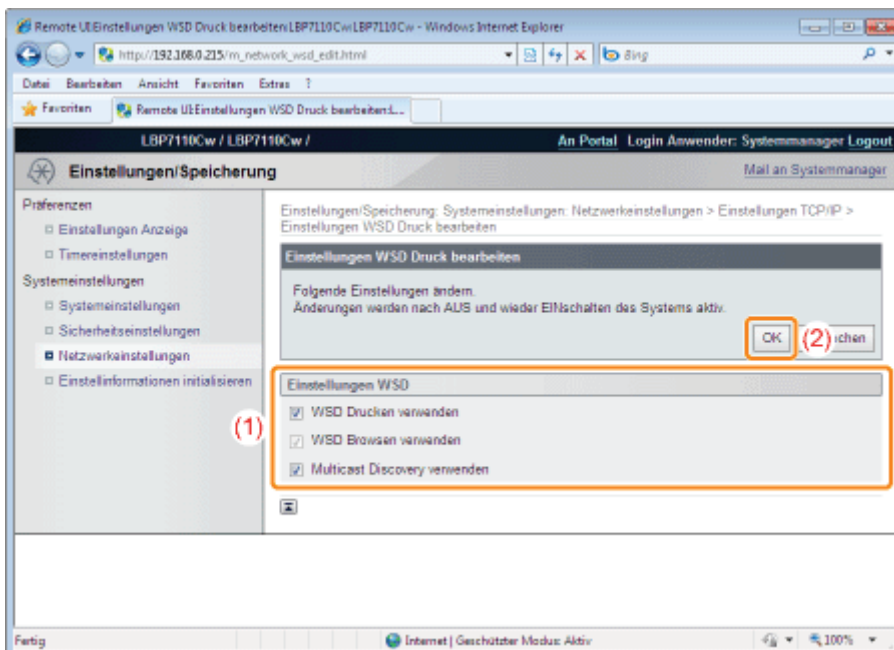 Remote UI:Einstellungen WSD Druck bearbeiten:LBP7110Cw:LBP7110Cw - Windows Internet Explorer
http://192.168.0.215/m_network_wsd_edit.html
Bing
Datei Bearbeiten Ansicht Favoriten Extras ?
Favoriten
Remote UI:Einstellungen WSD Druck bearbeiten:L...
LBP7110Cw / LBP7110Cw /
An Portal Login Anwender: Systemmanager Logout
Einstellungen/Speicherung
Mail an Systemmanager
Präferenzen
Einstellungen Anzeige
Timereinstellungen
Systemeinstellungen
Systemeinstellungen
Sicherheitseinstellungen
Netzwerkeinstellungen
Einstellinformationen initialisieren
Einstellungen/Speicherung: Systemeinstellungen: Netzwerkeinstellungen > Einstellungen TCP/IP >
Einstellungen WSD Druck bearbeiten
Einstellungen WSD Druck bearbeiten
Folgende Einstellungen ändern.
Änderungen werden nach AUS und wieder EINschalten des Systems aktiv.
OK
(2)
chen
(1)
Einstellungen WSD
WSD Drucken verwenden
WSD Browsen verwenden
Multicast Discovery verwenden
Fertig
Internet | Geschützter Modus: Aktiv
100%